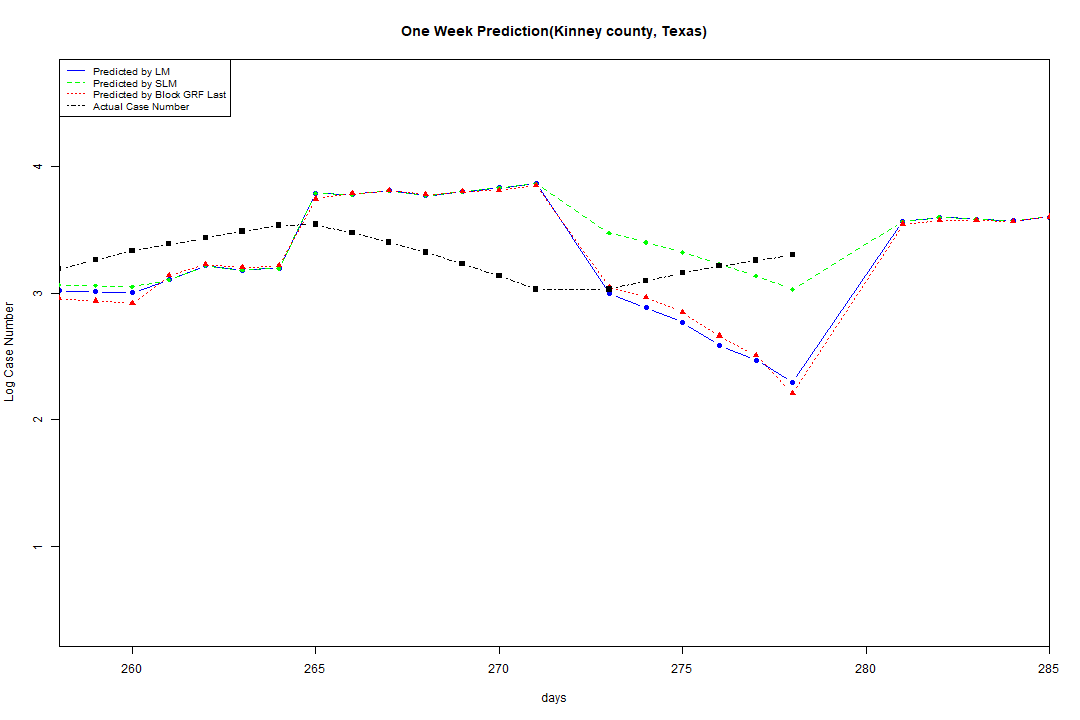 One Week Prediction(Kinney county, Texas)
Predicted by LM
Predicted by SLM
Predicted by Block GRF Last
Actual Case Number
4
3
2
1
Log Case Number
260 265 270 275 280 285
days